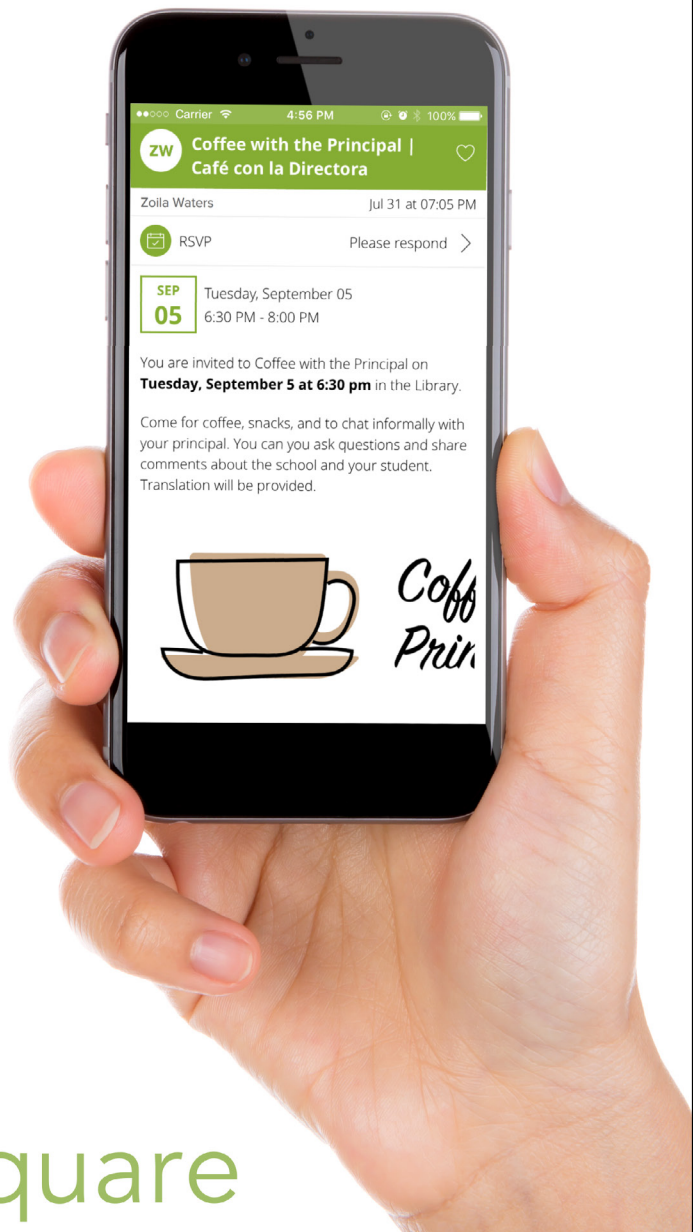 Carrier 4:56 PM 100%
ZW
Coffee with the Principal |
Café con la Directora
Zoila Waters Jul 31 at 07:05 PM
RSVP Please respond
SEP
05
Tuesday, September 05
6:30 PM - 8:00 PM
You are invited to Coffee with the Principal on
Tuesday, September 5 at 6:30 pm in the Library.
Come for coffee, snacks, and to chat informally with
your principal. You can you ask questions and share
comments about the school and your student.
Translation will be provided.
Coff
Prin
quare